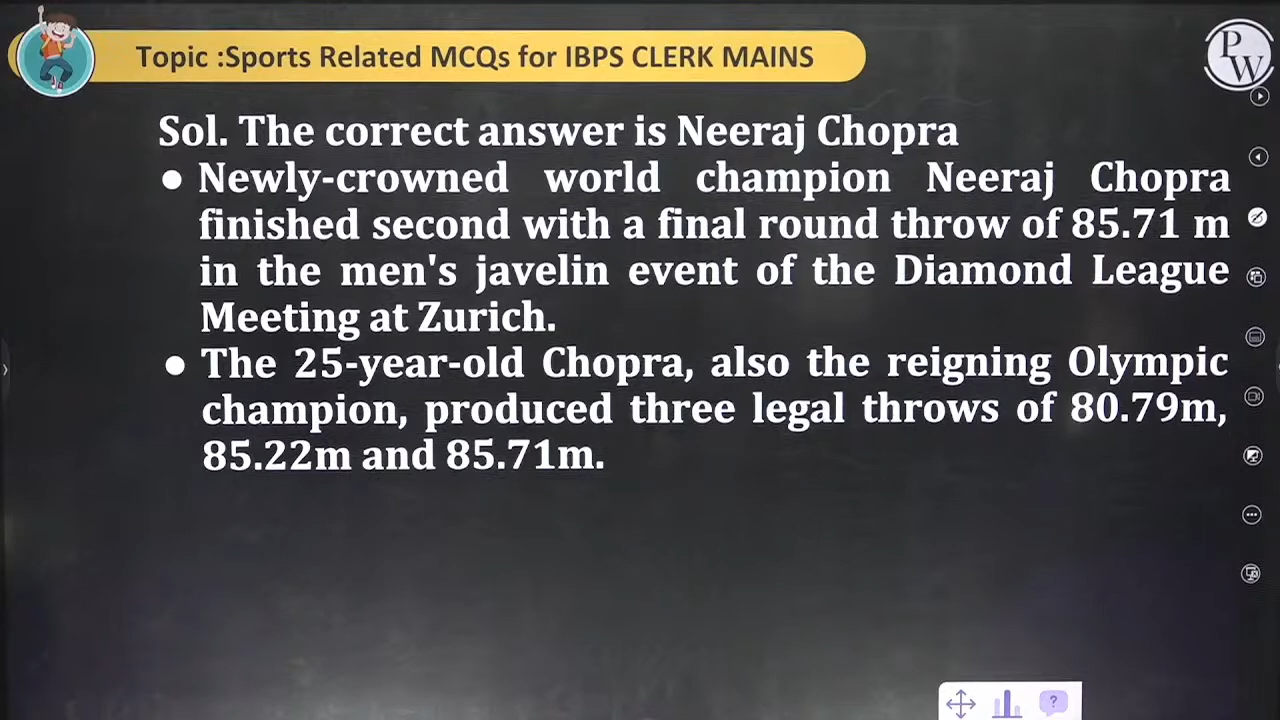 Topic :Sports Related MCQs for IBPS CLERK MAINS
P
W
Sol. The correct answer is Neeraj Chopra
● Newly-crowned world champion Neeraj Chopra
finished second with a final round throw of 85.71 m
in the men's javelin event of the Diamond League
Meeting at Zurich.
● The 25-year-old Chopra, also the reigning Olympic
champion, produced three legal throws of 80.79m,
85.22m and 85.71m.